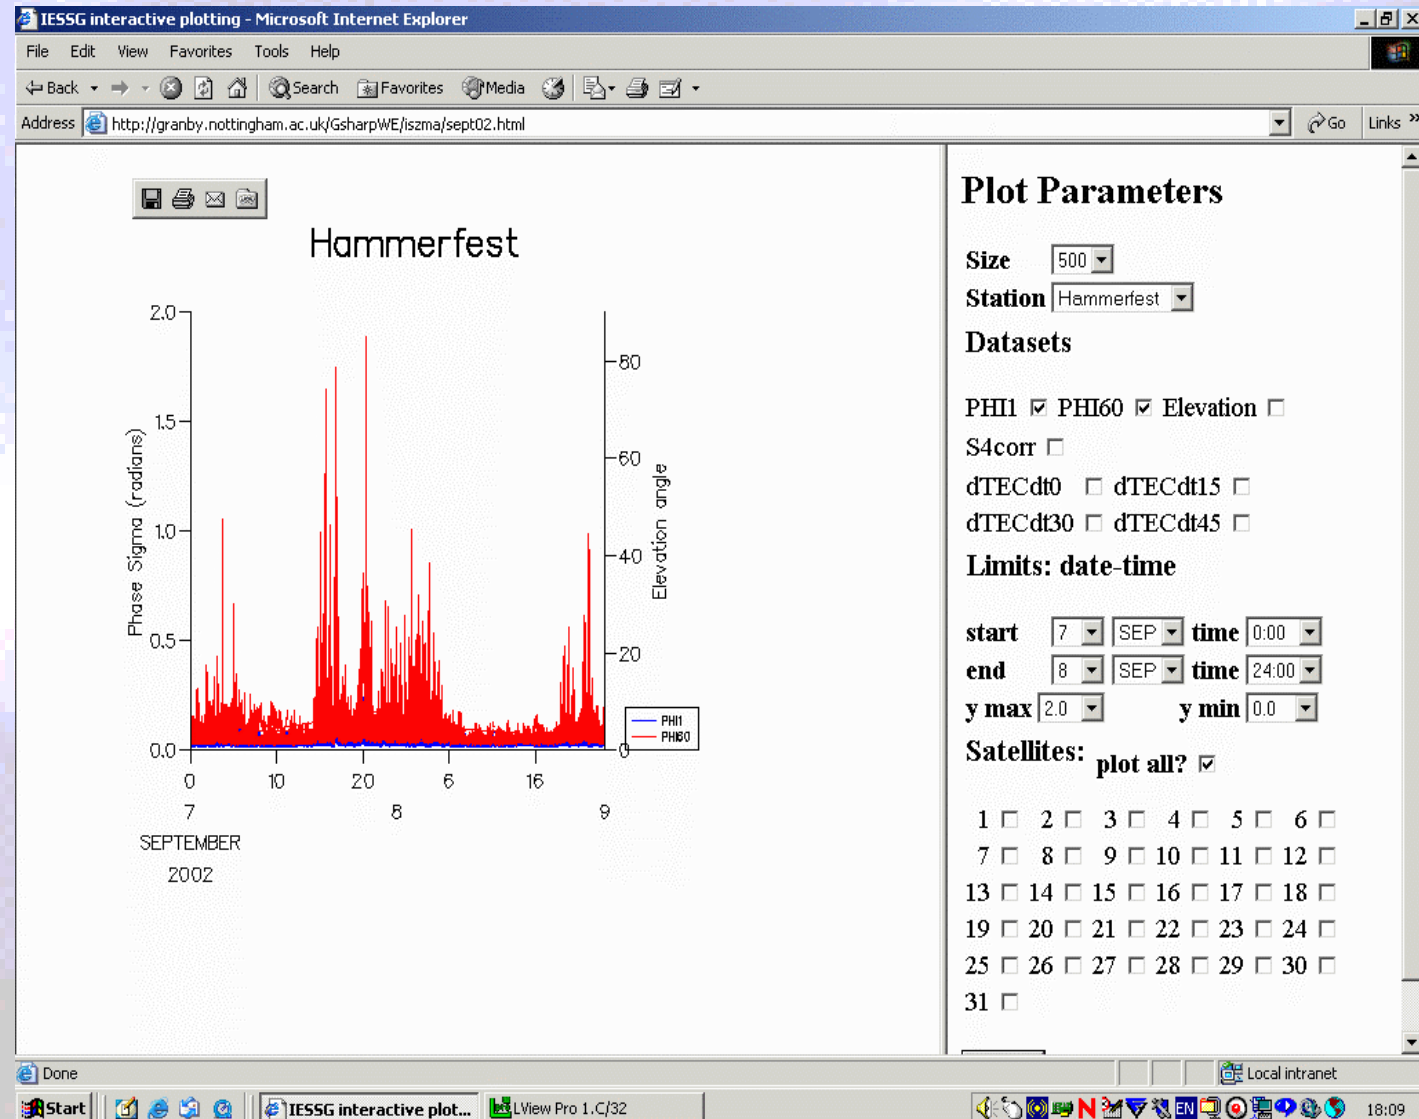 IESSG interactive plotting - Microsoft Internet Explorer
File Edit View Favorites Tools Help
Back Search Favorites Media
Address http://granby.nottingham.ac.uk/GsharpWE/iszma/sept02.html Go Links »
Hammerfest
2.0
1.5
1.0
0.5
0.0
Phase Sigma (radians)
80
60
40
20
0
Elevation angle
PHI1
PHI60
0 10 20 6 16
7 8 9
SEPTEMBER
2002
Plot Parameters
Size 500
Station Hammerfest
Datasets
PHI1 PHI60 Elevation
S4corr
dTECdt0 dTECdt15
dTECdt30 dTECdt45
Limits: date-time
start 7 SEP time 0:00
end 8 SEP time 24:00
y max 2.0 y min 0.0
Satellites: plot all?
1 2 3 4 5 6
7 8 9 10 11 12
13 14 15 16 17 18
19 20 21 22 23 24
25 26 27 28 29 30
31
Done Local intranet
Start IESSG interactive plot... LView Pro 1.C/32 EN 18:09